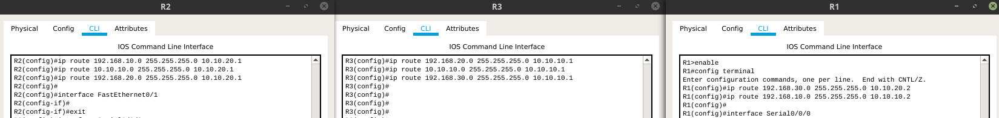 R2
Physical Config CLI Attributes
IOS Command Line Interface
R2(config)#ip route 192.168.10.0 255.255.255.0 10.10.20.1
R2(config)#ip route 10.10.10.0 255.255.255.0 10.10.20.1
R2(config)#ip route 192.168.20.0 255.255.255.0 10.10.20.1
R2(config)#
R2(config)#interface FastEthernet0/1
R2(config-if)#
R2(config-if)#exit
R3
Physical Config CLI Attributes
IOS Command Line Interface
R3(config)#ip route 192.168.20.0 255.255.255.0 10.10.10.1
R3(config)#ip route 10.10.10.0 255.255.255.0 10.10.10.1
R3(config)#ip route 192.168.30.0 255.255.255.0 10.10.10.1
R3(config)#
R3(config)#
R3(config)#
R3(config)#
R1
Physical Config CLI Attributes
IOS Command Line Interface
R1>enable
R1#config terminal
Enter configuration commands, one per line.  End with CNTL/Z.
R1(config)#ip route 192.168.30.0 255.255.255.0 10.10.20.2
R1(config)#ip route 192.168.10.0 255.255.255.0 10.10.10.2
R1(config)#
R1(config)#interface Serial0/0/0